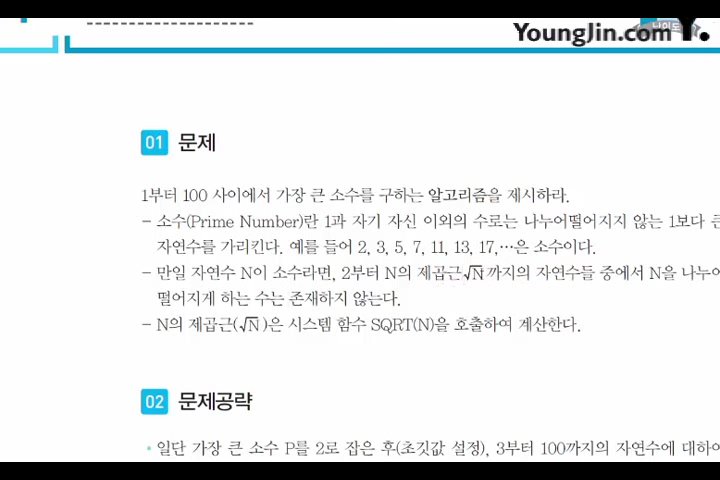 YoungJin.com Y.
01 문제
1부터 100 사이에서 가장 큰 소수를 구하는 알고리즘을 제시하라.
- 소수(Prime Number)란 1과 자기 자신 이외의 수로는 나누어떨어지지 않는 1보다 큰
자연수를 가리킨다. 예를 들어 2, 3, 5, 7, 11, 13, 17,…은 소수이다.
- 만일 자연수 N이 소수라면, 2부터 N의 제곱근√N까지의 자연수들 중에서 N을 나누어
떨어지게 하는 수는 존재하지 않는다.
- N의 제곱근(√N)은 시스템 함수 SQRT(N)을 호출하여 계산한다.
02 문제공략
• 일단 가장 큰 소수 P를 2로 잡은 후(초깃값 설정), 3부터 100까지의 자연수에 대하여